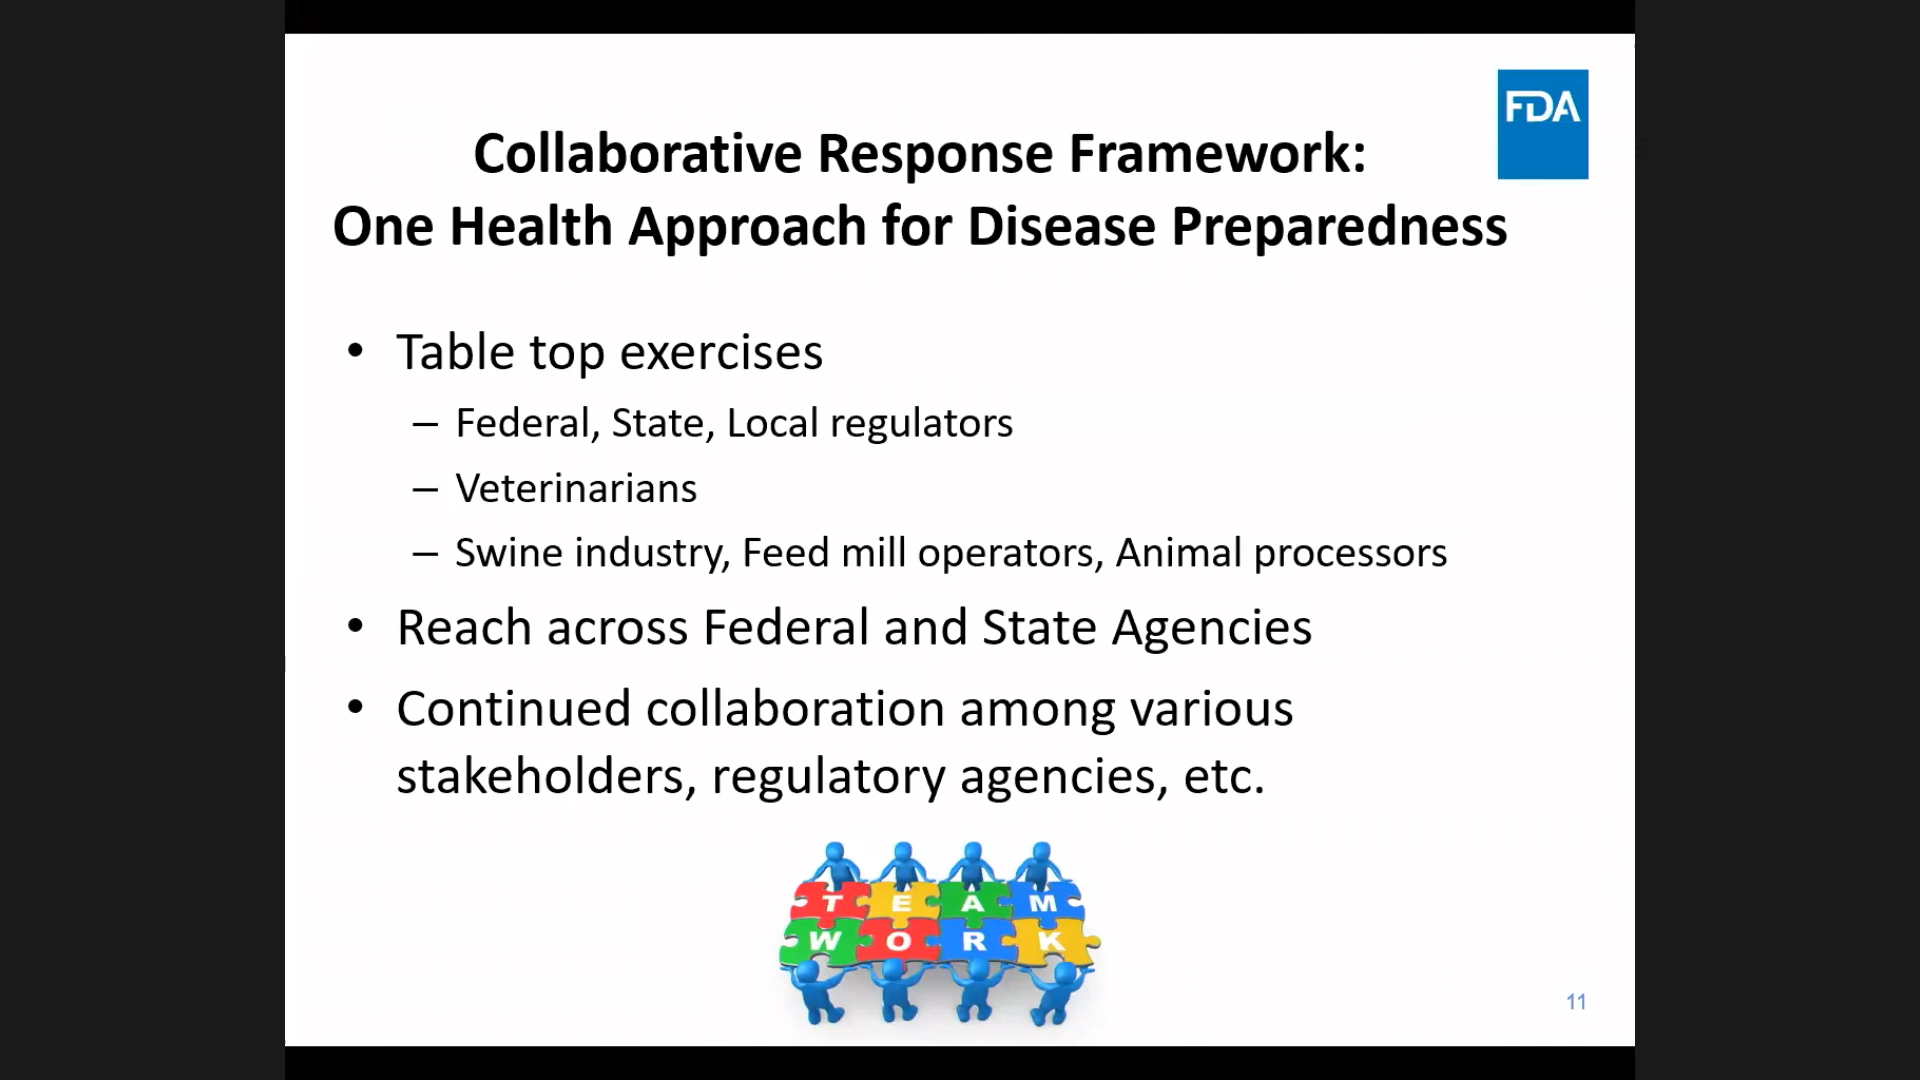 FDA
Collaborative Response Framework:
One Health Approach for Disease Preparedness
• Table top exercises
– Federal, State, Local regulators
– Veterinarians
– Swine industry, Feed mill operators, Animal processors
• Reach across Federal and State Agencies
• Continued collaboration among various
stakeholders, regulatory agencies, etc.
TEAM
WORK
11